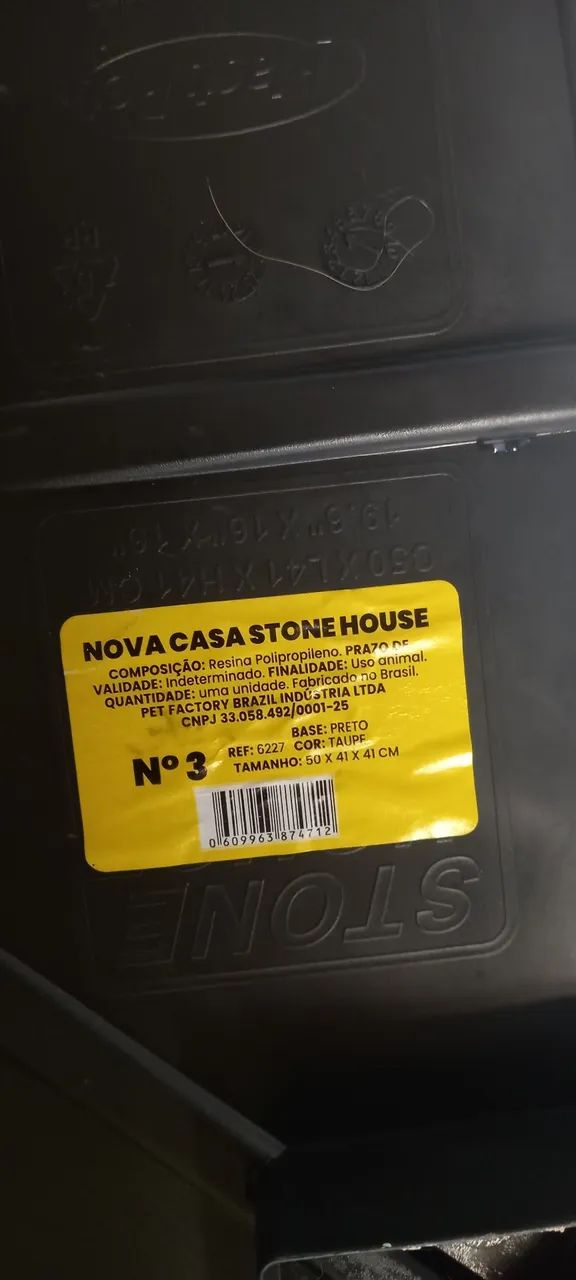 19.6" X 16" X 16"
C50 X L41 X H41 CM
NOVA CASA STONE HOUSE
COMPOSIÇÃO: Resina Polipropileno. PRAZO DE
VALIDADE: Indeterminado. FINALIDADE: Uso animal.
QUANTIDADE: uma unidade. Fabricado no Brasil.
PET FACTORY BRAZIL INDÚSTRIA LTDA
CNPJ 33.058.492/0001-25
BASE: PRETO
Nº 3 REF: 6227 COR: TAUPE
TAMANHO: 50 X 41 X 41 CM
0 609963 874712
STONE